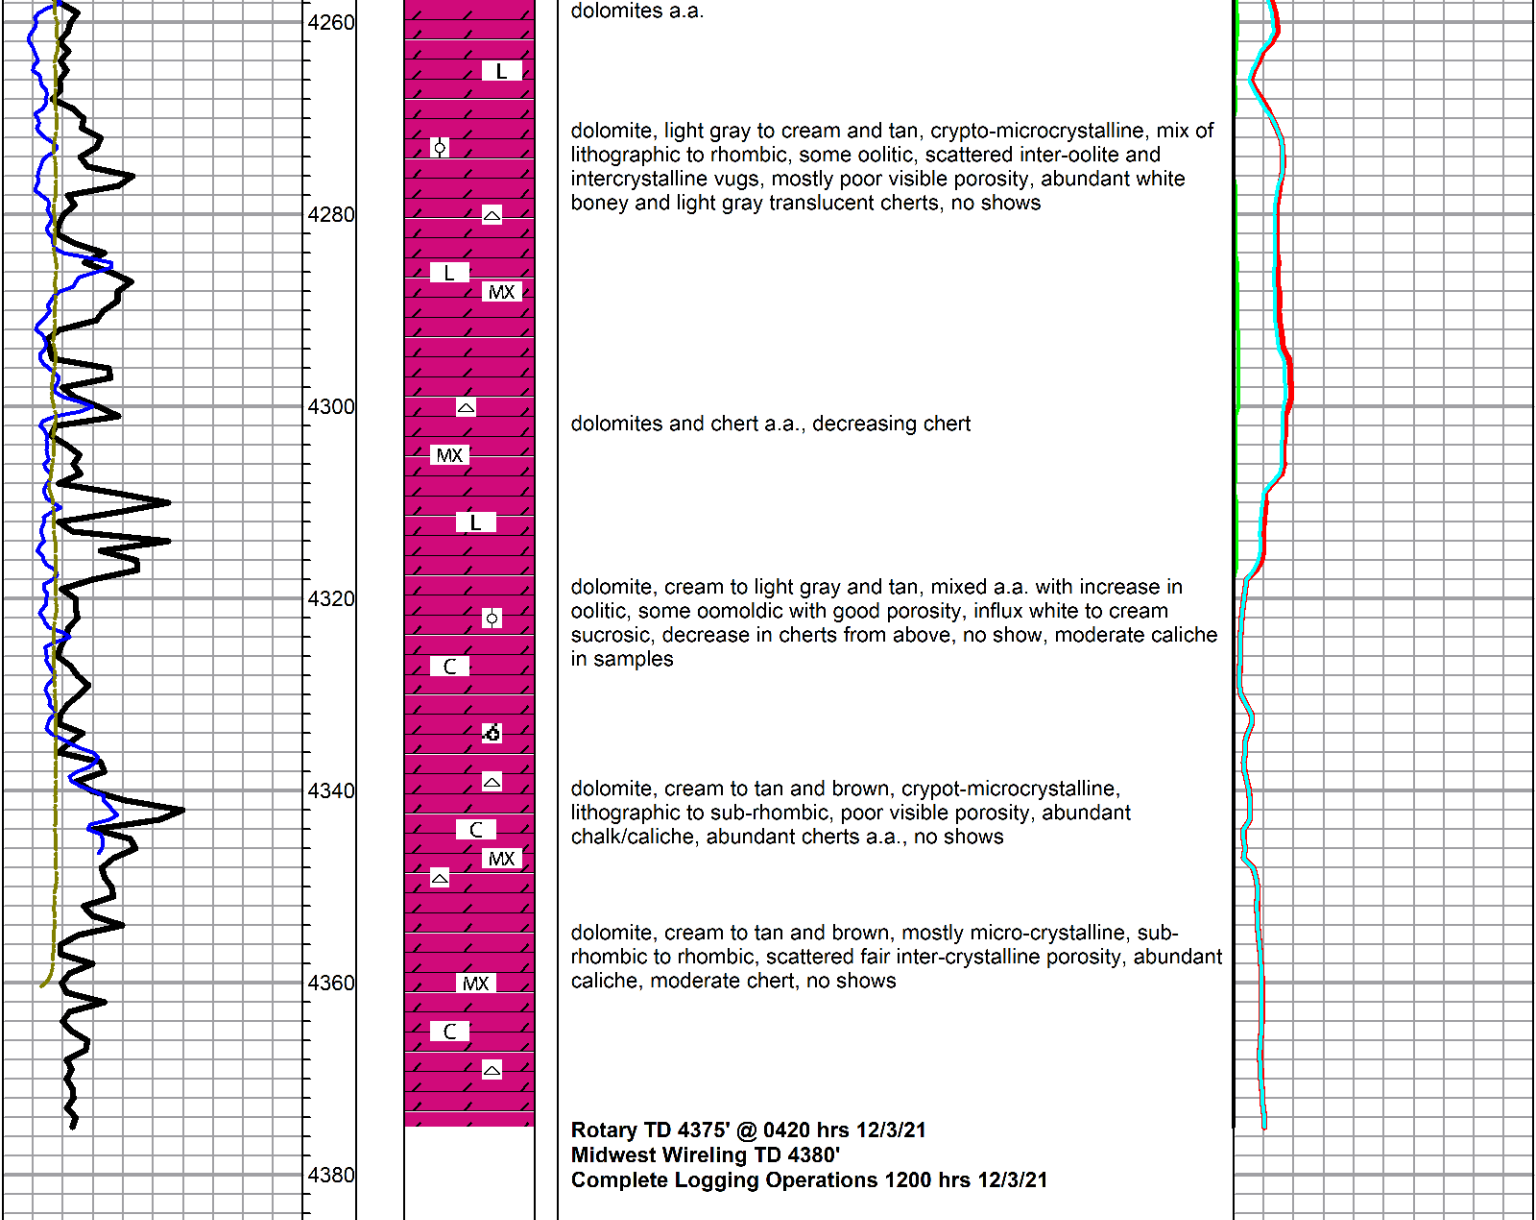 dolomites a.a.
4260
L
dolomite, light gray to cream and tan, crypto-microcrystalline, mix of
lithographic to rhombic, some oolitic, scattered inter-oolite and
intercrystalline vugs, mostly poor visible porosity, abundant white
boney and light gray translucent cherts, no shows
4280
L
MX
4300
dolomites and chert a.a., decreasing chert
MX
L
dolomite, cream to light gray and tan, mixed a.a. with increase in
oolitic, some oomoldic with good porosity, influx white to cream
sucrosic, decrease in cherts from above, no show, moderate caliche
in samples
4320
C
4340
dolomite, cream to tan and brown, crypot-microcrystalline,
lithographic to sub-rhombic, poor visible porosity, abundant
chalk/caliche, abundant cherts a.a., no shows
C
MX
dolomite, cream to tan and brown, mostly micro-crystalline, sub-
rhombic to rhombic, scattered fair inter-crystalline porosity, abundant
caliche, moderate chert, no shows
4360
MX
C
Rotary TD 4375' @ 0420 hrs 12/3/21
Midwest Wireling TD 4380'
Complete Logging Operations 1200 hrs 12/3/21
4380